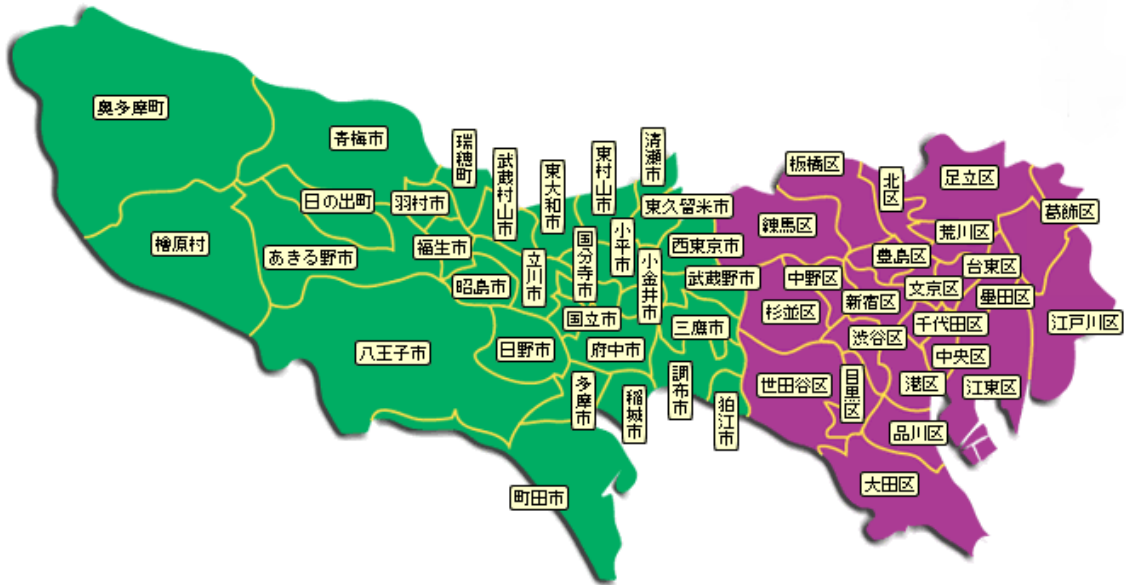 奥多摩町
青梅市
瑞穂町
武蔵村山市
東大和市
東村山市
清瀬市
日の出町
羽村市
東久留米市
檜原村
あきる野市
福生市
立川市
国分寺市
小平市
小金井市
西東京市
武蔵野市
昭島市
国立市
三鷹市
八王子市
日野市
府中市
多摩市
稲城市
調布市
狛江市
町田市
板橋区
北区
足立区
葛飾区
練馬区
荒川区
豊島区
台東区
中野区
文京区
墨田区
杉並区
新宿区
千代田区
江戸川区
渋谷区
中央区
世田谷区
目黒区
港区
江東区
品川区
大田区